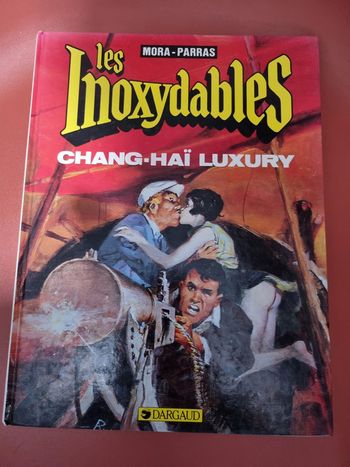 MORA - PARRAS
les
InoxydableS
CHANG-HAÏ LUXURY
DARGAUD